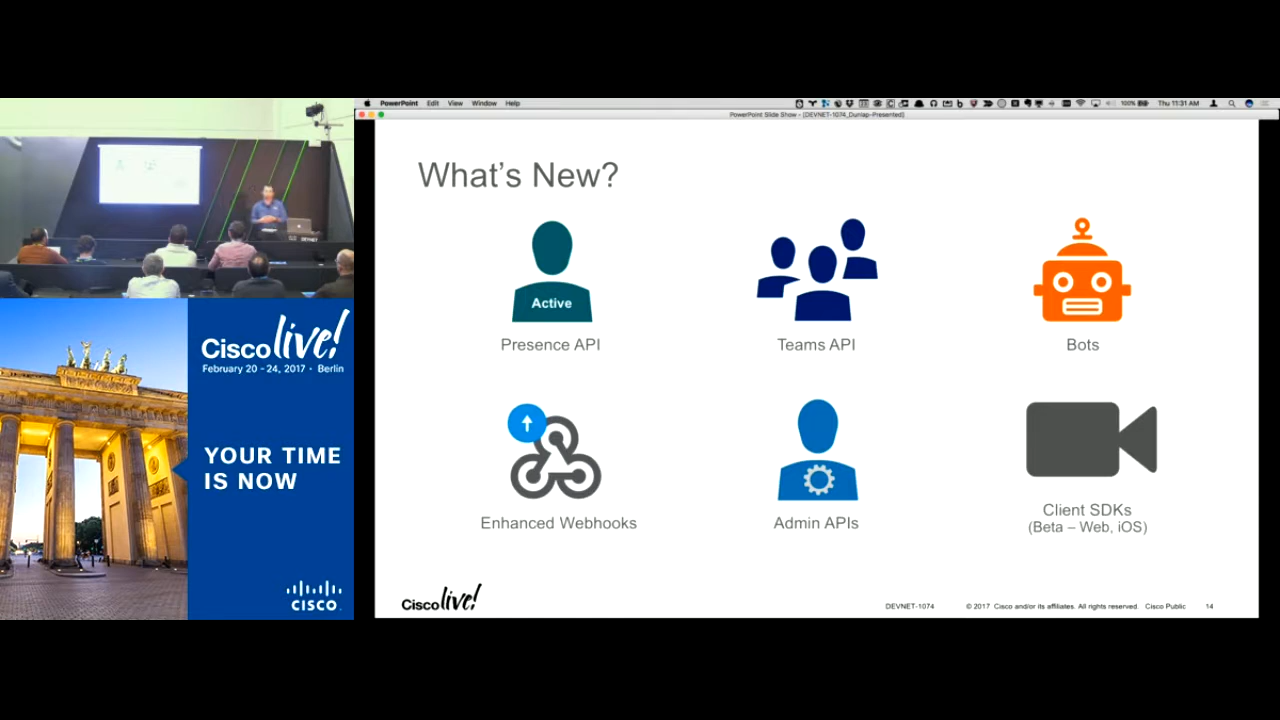 PowerPoint Edit View Window Help
100% Thu 11:31 AM
PowerPoint Slide Show - [DEVNET-1074_Dunlap-Presented]
What's New?
Active
Presence API
Teams API
Bots
Enhanced Webhooks
Admin APIs
Client SDKs
(Beta – Web, iOS)
Cisco live!
DEVNET-1074 © 2017 Cisco and/or its affiliates. All rights reserved. Cisco Public 14
DEVNET
Cisco live!
February 20 - 24, 2017 • Berlin
YOUR TIME
IS NOW
CISCO